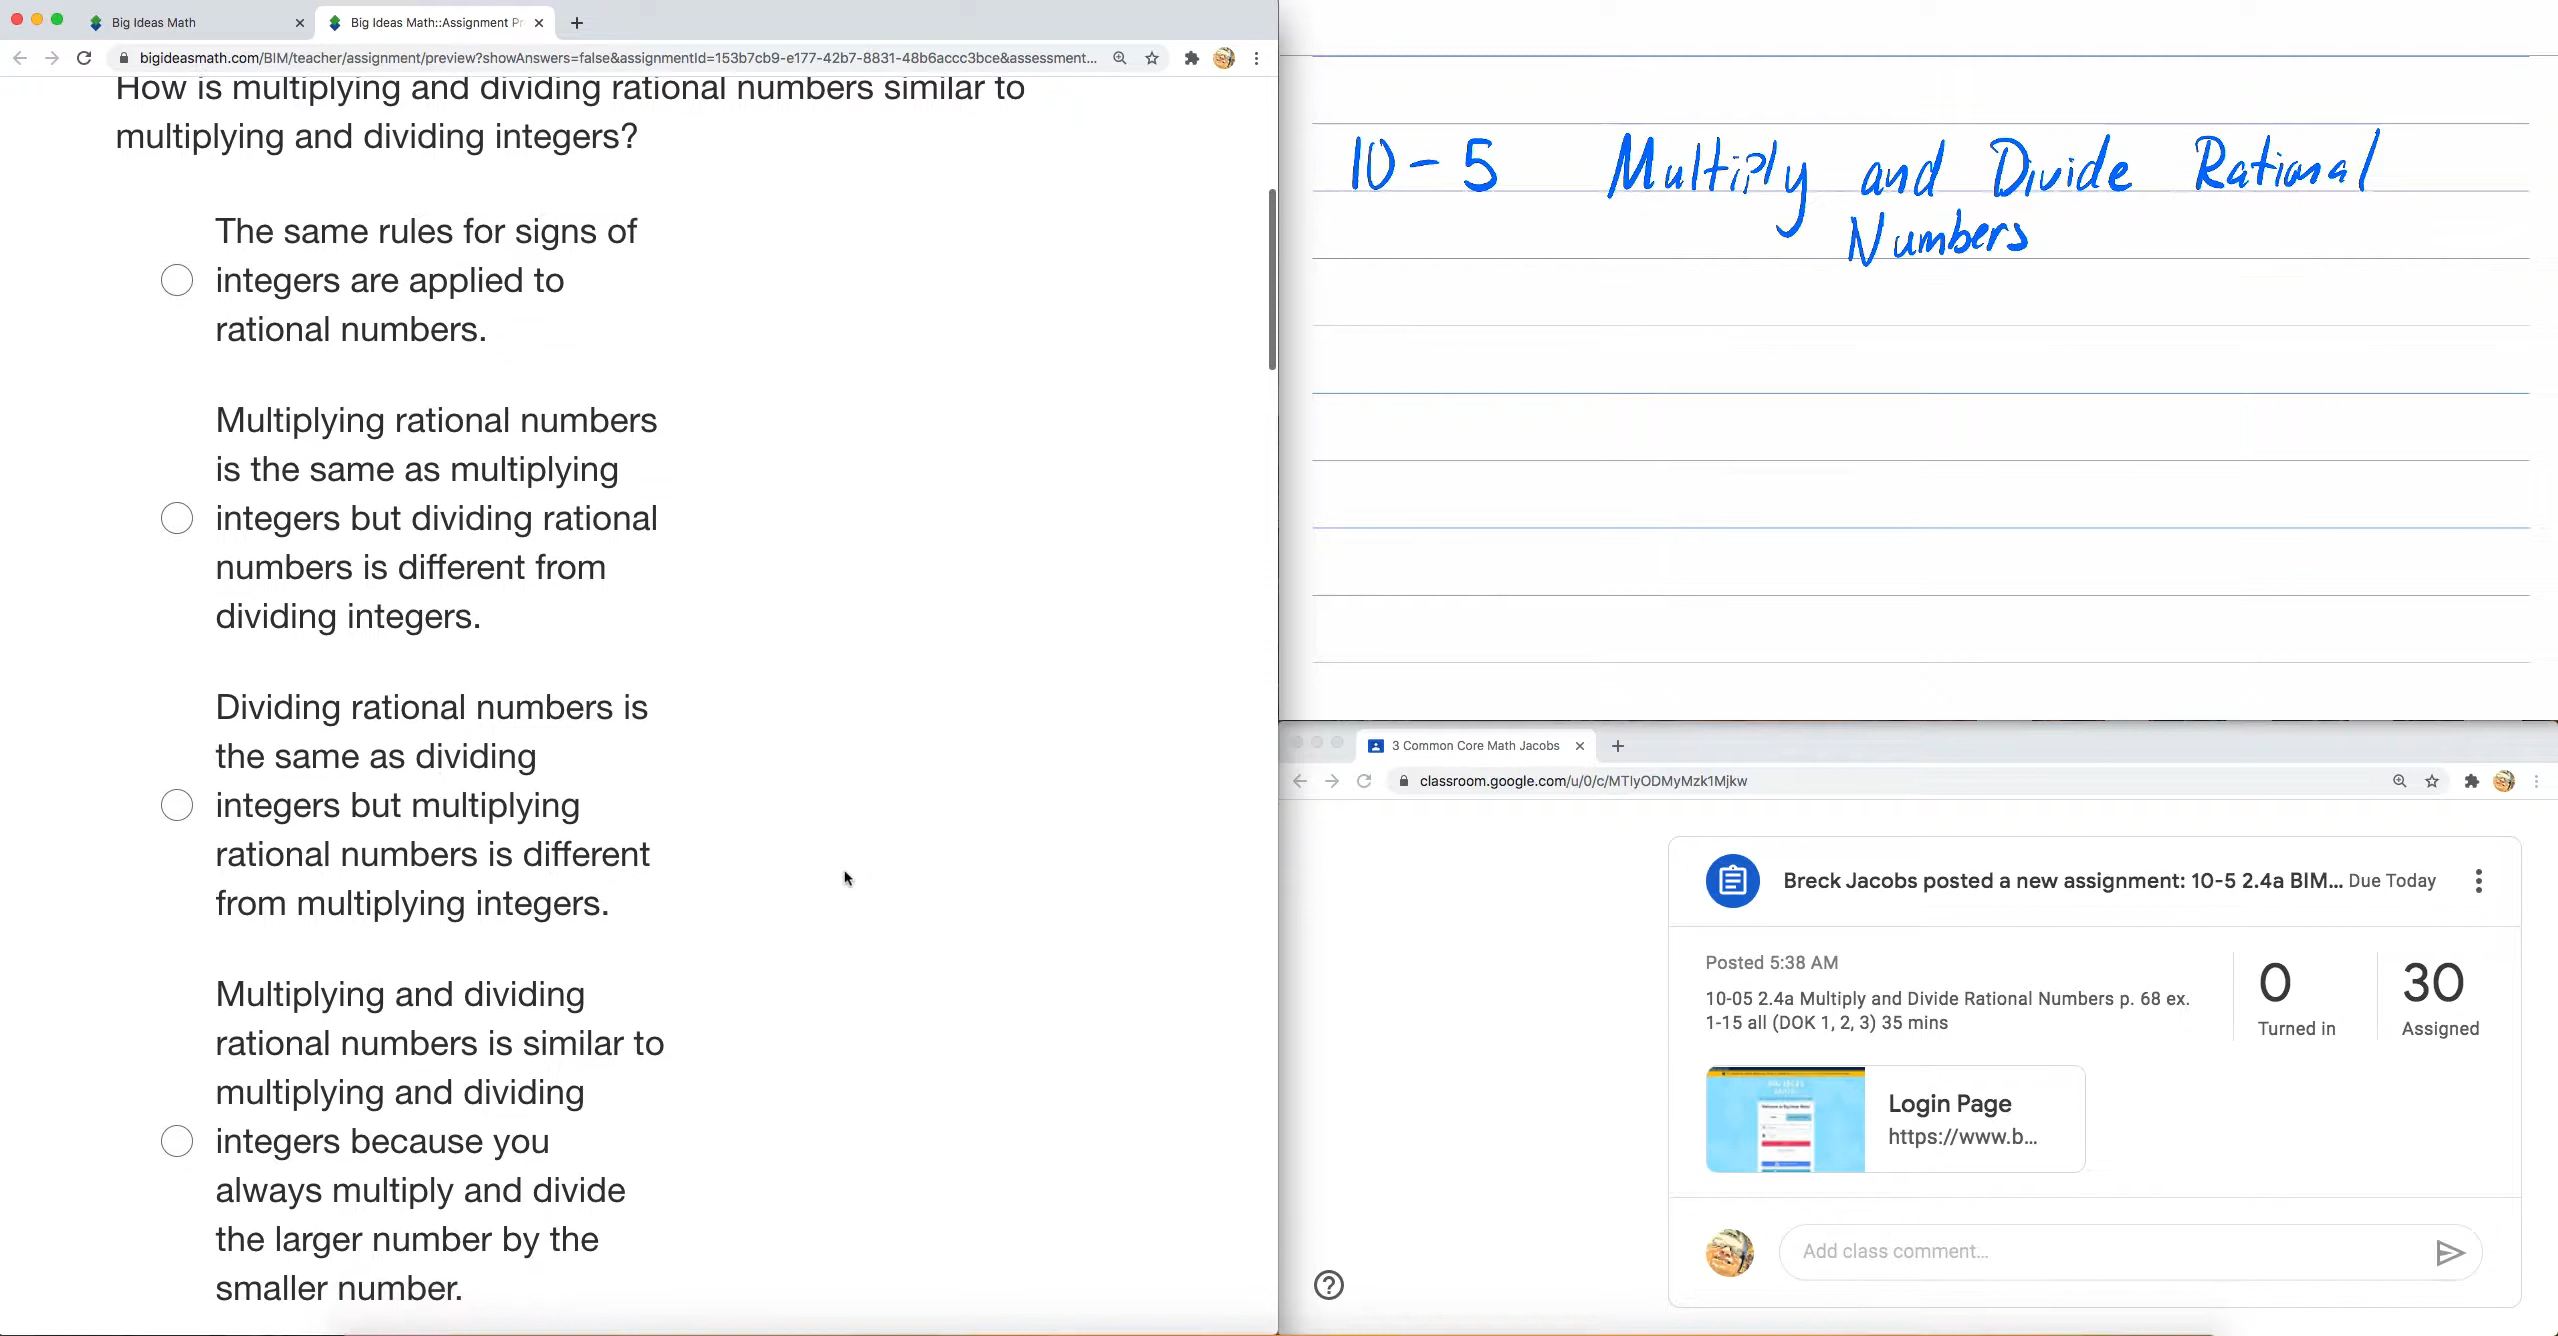 Big Ideas Math
Big Ideas Math::Assignment Pr
bigideasmath.com/BIM/teacher/assignment/preview?showAnswers=false&assignmentId=153b7cb9-e177-42b7-8831-48b6accc3bce&assessment...
How is multiplying and dividing rational numbers similar to
multiplying and dividing integers?
The same rules for signs of
integers are applied to
rational numbers.
Multiplying rational numbers
is the same as multiplying
integers but dividing rational
numbers is different from
dividing integers.
Dividing rational numbers is
the same as dividing
integers but multiplying
rational numbers is different
from multiplying integers.
Multiplying and dividing
rational numbers is similar to
multiplying and dividing
integers because you
always multiply and divide
the larger number by the
smaller number.
10-5 Multiply and Divide Rational
Numbers
3 Common Core Math Jacobs
classroom.google.com/u/0/c/MTIyODMyMzk1Mjkw
Breck Jacobs posted a new assignment: 10-5 2.4a BIM... Due Today
Posted 5:38 AM
10-05 2.4a Multiply and Divide Rational Numbers p. 68 ex.
1-15 all (DOK 1, 2, 3) 35 mins
0
Turned in
30
Assigned
Login Page
https://www.b...
Add class comment...